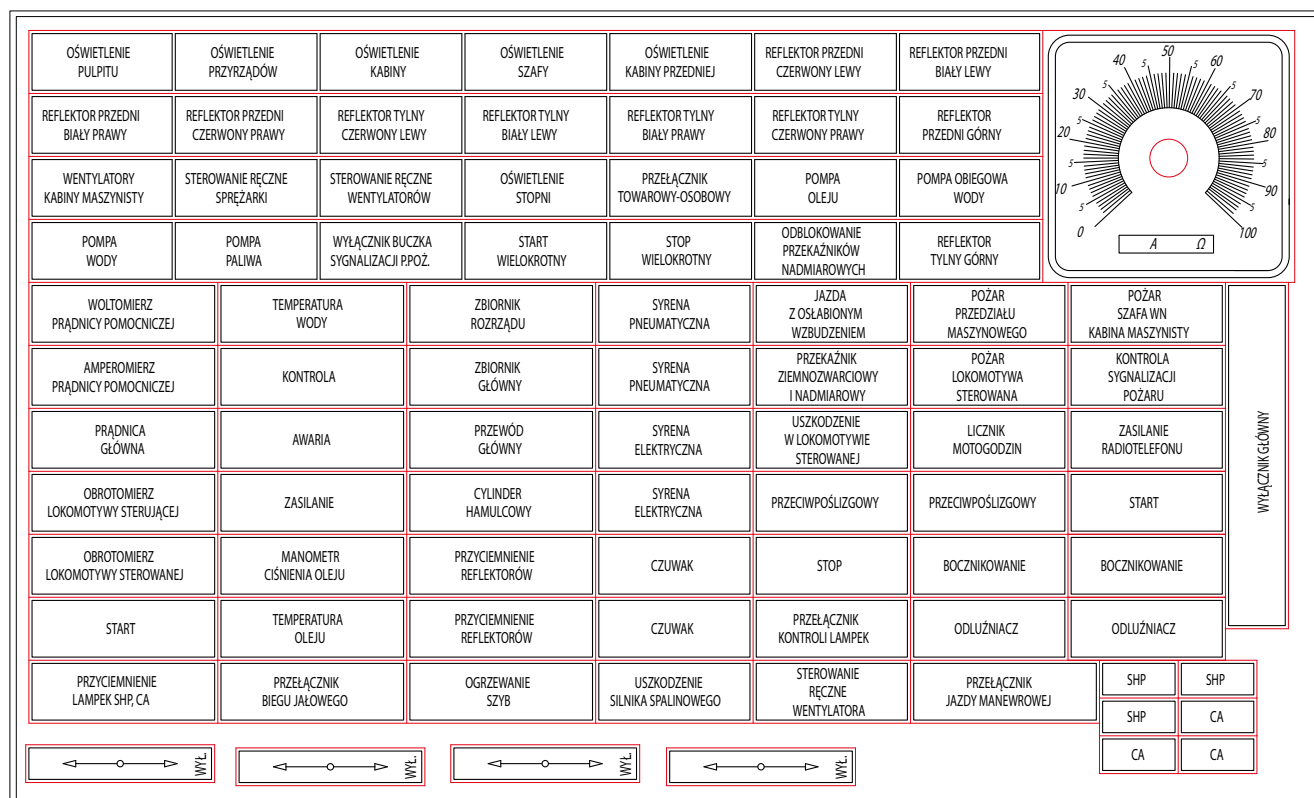 OŚWIETLENIE
PULPITU
OŚWIETLENIE
PRZYRZĄDÓW
OŚWIETLENIE
KABINY
OŚWIETLENIE
SZAFY
OŚWIETLENIE
KABINY PRZEDNIEJ
REFLEKTOR PRZEDNI
CZERWONY LEWY
REFLEKTOR PRZEDNI
BIAŁY LEWY
REFLEKTOR PRZEDNI
BIAŁY PRAWY
REFLEKTOR PRZEDNI
CZERWONY PRAWY
REFLEKTOR TYLNY
CZERWONY LEWY
REFLEKTOR TYLNY
BIAŁY LEWY
REFLEKTOR TYLNY
BIAŁY PRAWY
REFLEKTOR TYLNY
CZERWONY PRAWY
REFLEKTOR
PRZEDNI GÓRNY
WENTYLATORY
KABINY MASZYNISTY
STEROWANIE RĘCZNE
SPRĘŻARKI
STEROWANIE RĘCZNE
WENTYLATORÓW
OŚWIETLENIE
STOPNI
PRZEŁĄCZNIK
TOWAROWY-OSOBOWY
POMPA
OLEJU
POMPA OBIEGOWA
WODY
POMPA
WODY
POMPA
PALIWA
WYŁĄCZNIK BUCZKA
SYGNALIZACJI P.POŻ.
START
WIELOKROTNY
STOP
WIELOKROTNY
ODBLOKOWANIE
PRZEKAŹNIKÓW
NADMIAROWYCH
REFLEKTOR
TYLNY GÓRNY
0
5
10
5
20
5
30
5
40
5
50
5
60
5
70
5
80
5
90
5
100
A Ω
WOLTOMIERZ
PRĄDNICY POMOCNICZEJ
TEMPERATURA
WODY
ZBIORNIK
ROZRZĄDU
SYRENA
PNEUMATYCZNA
JAZDA
Z OSŁABIONYM
WZBUDZENIEM
POŻAR
PRZEDZIAŁU
MASZYNOWEGO
POŻAR
SZAFA WN
KABINA MASZYNISTY
AMPEROMIERZ
PRĄDNICY POMOCNICZEJ
KONTROLA
ZBIORNIK
GŁÓWNY
SYRENA
PNEUMATYCZNA
PRZEKAŹNIK
ZIEMNOZWARCIOWY
I NADMIAROWY
POŻAR
LOKOMOTYWA
STEROWANA
KONTROLA
SYGNALIZACJI
POŻARU
PRĄDNICA
GŁÓWNA
AWARIA
PRZEWÓD
GŁÓWNY
SYRENA
ELEKTRYCZNA
USZKODZENIE
W LOKOMOTYWIE
STEROWANEJ
LICZNIK
MOTOGODZIN
ZASILANIE
RADIOTELEFONU
WYŁĄCZNIK GŁÓWNY
OBROTOMIERZ
LOKOMOTYWY STERUJĄCEJ
ZASILANIE
CYLINDER
HAMULCOWY
SYRENA
ELEKTRYCZNA
PRZECIWPOŚLIZGOWY
PRZECIWPOŚLIZGOWY
START
OBROTOMIERZ
LOKOMOTYWY STEROWANEJ
MANOMETR
CIŚNIENIA OLEJU
PRZYCIEMNIENIE
REFLEKTORÓW
CZUWAK
STOP
BOCZNIKOWANIE
BOCZNIKOWANIE
START
TEMPERATURA
OLEJU
PRZYCIEMNIENIE
REFLEKTORÓW
CZUWAK
PRZEŁĄCZNIK
KONTROLI LAMPEK
ODLUŹNIACZ
ODLUŹNIACZ
PRZYCIEMNIENIE
LAMPEK SHP, CA
PRZEŁĄCZNIK
BIEGU JAŁOWEGO
OGRZEWANIE
SZYB
USZKODZENIE
SILNIKA SPALINOWEGO
STEROWANIE
RĘCZNE
WENTYLATORA
PRZEŁĄCZNIK
JAZDY MANEWROWEJ
SHP
SHP
SHP
CA
CA
CA
WYŁ.
WYŁ.
WYŁ.
WYŁ.